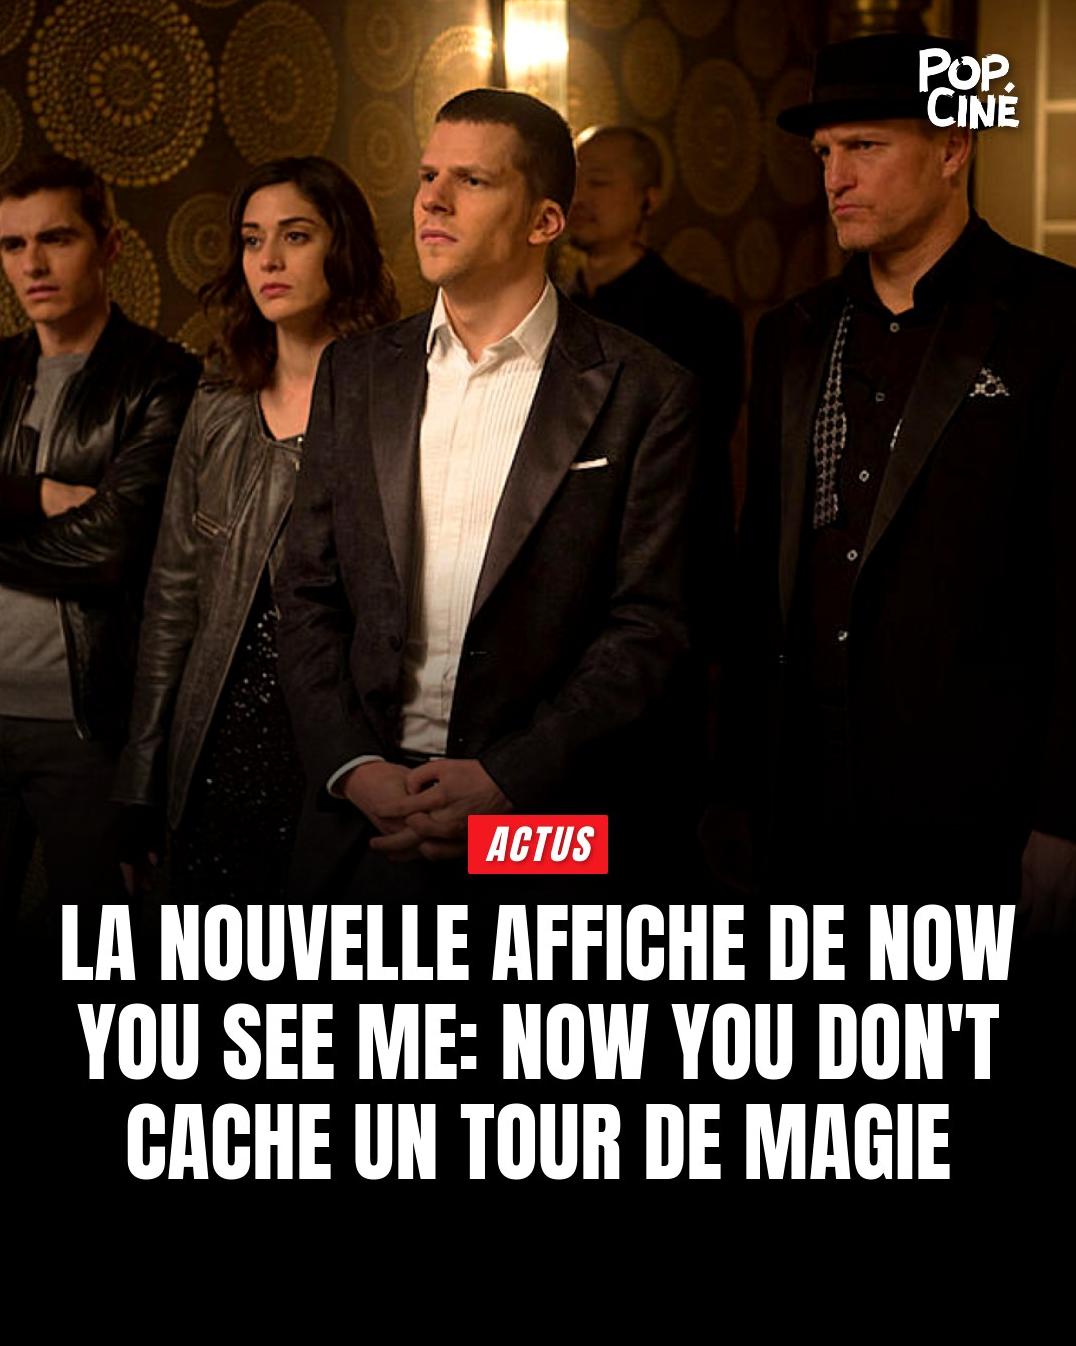 POP.
CINÉ
ACTUS
LA NOUVELLE AFFICHE DE NOW
YOU SEE ME: NOW YOU DON'T
CACHE UN TOUR DE MAGIE